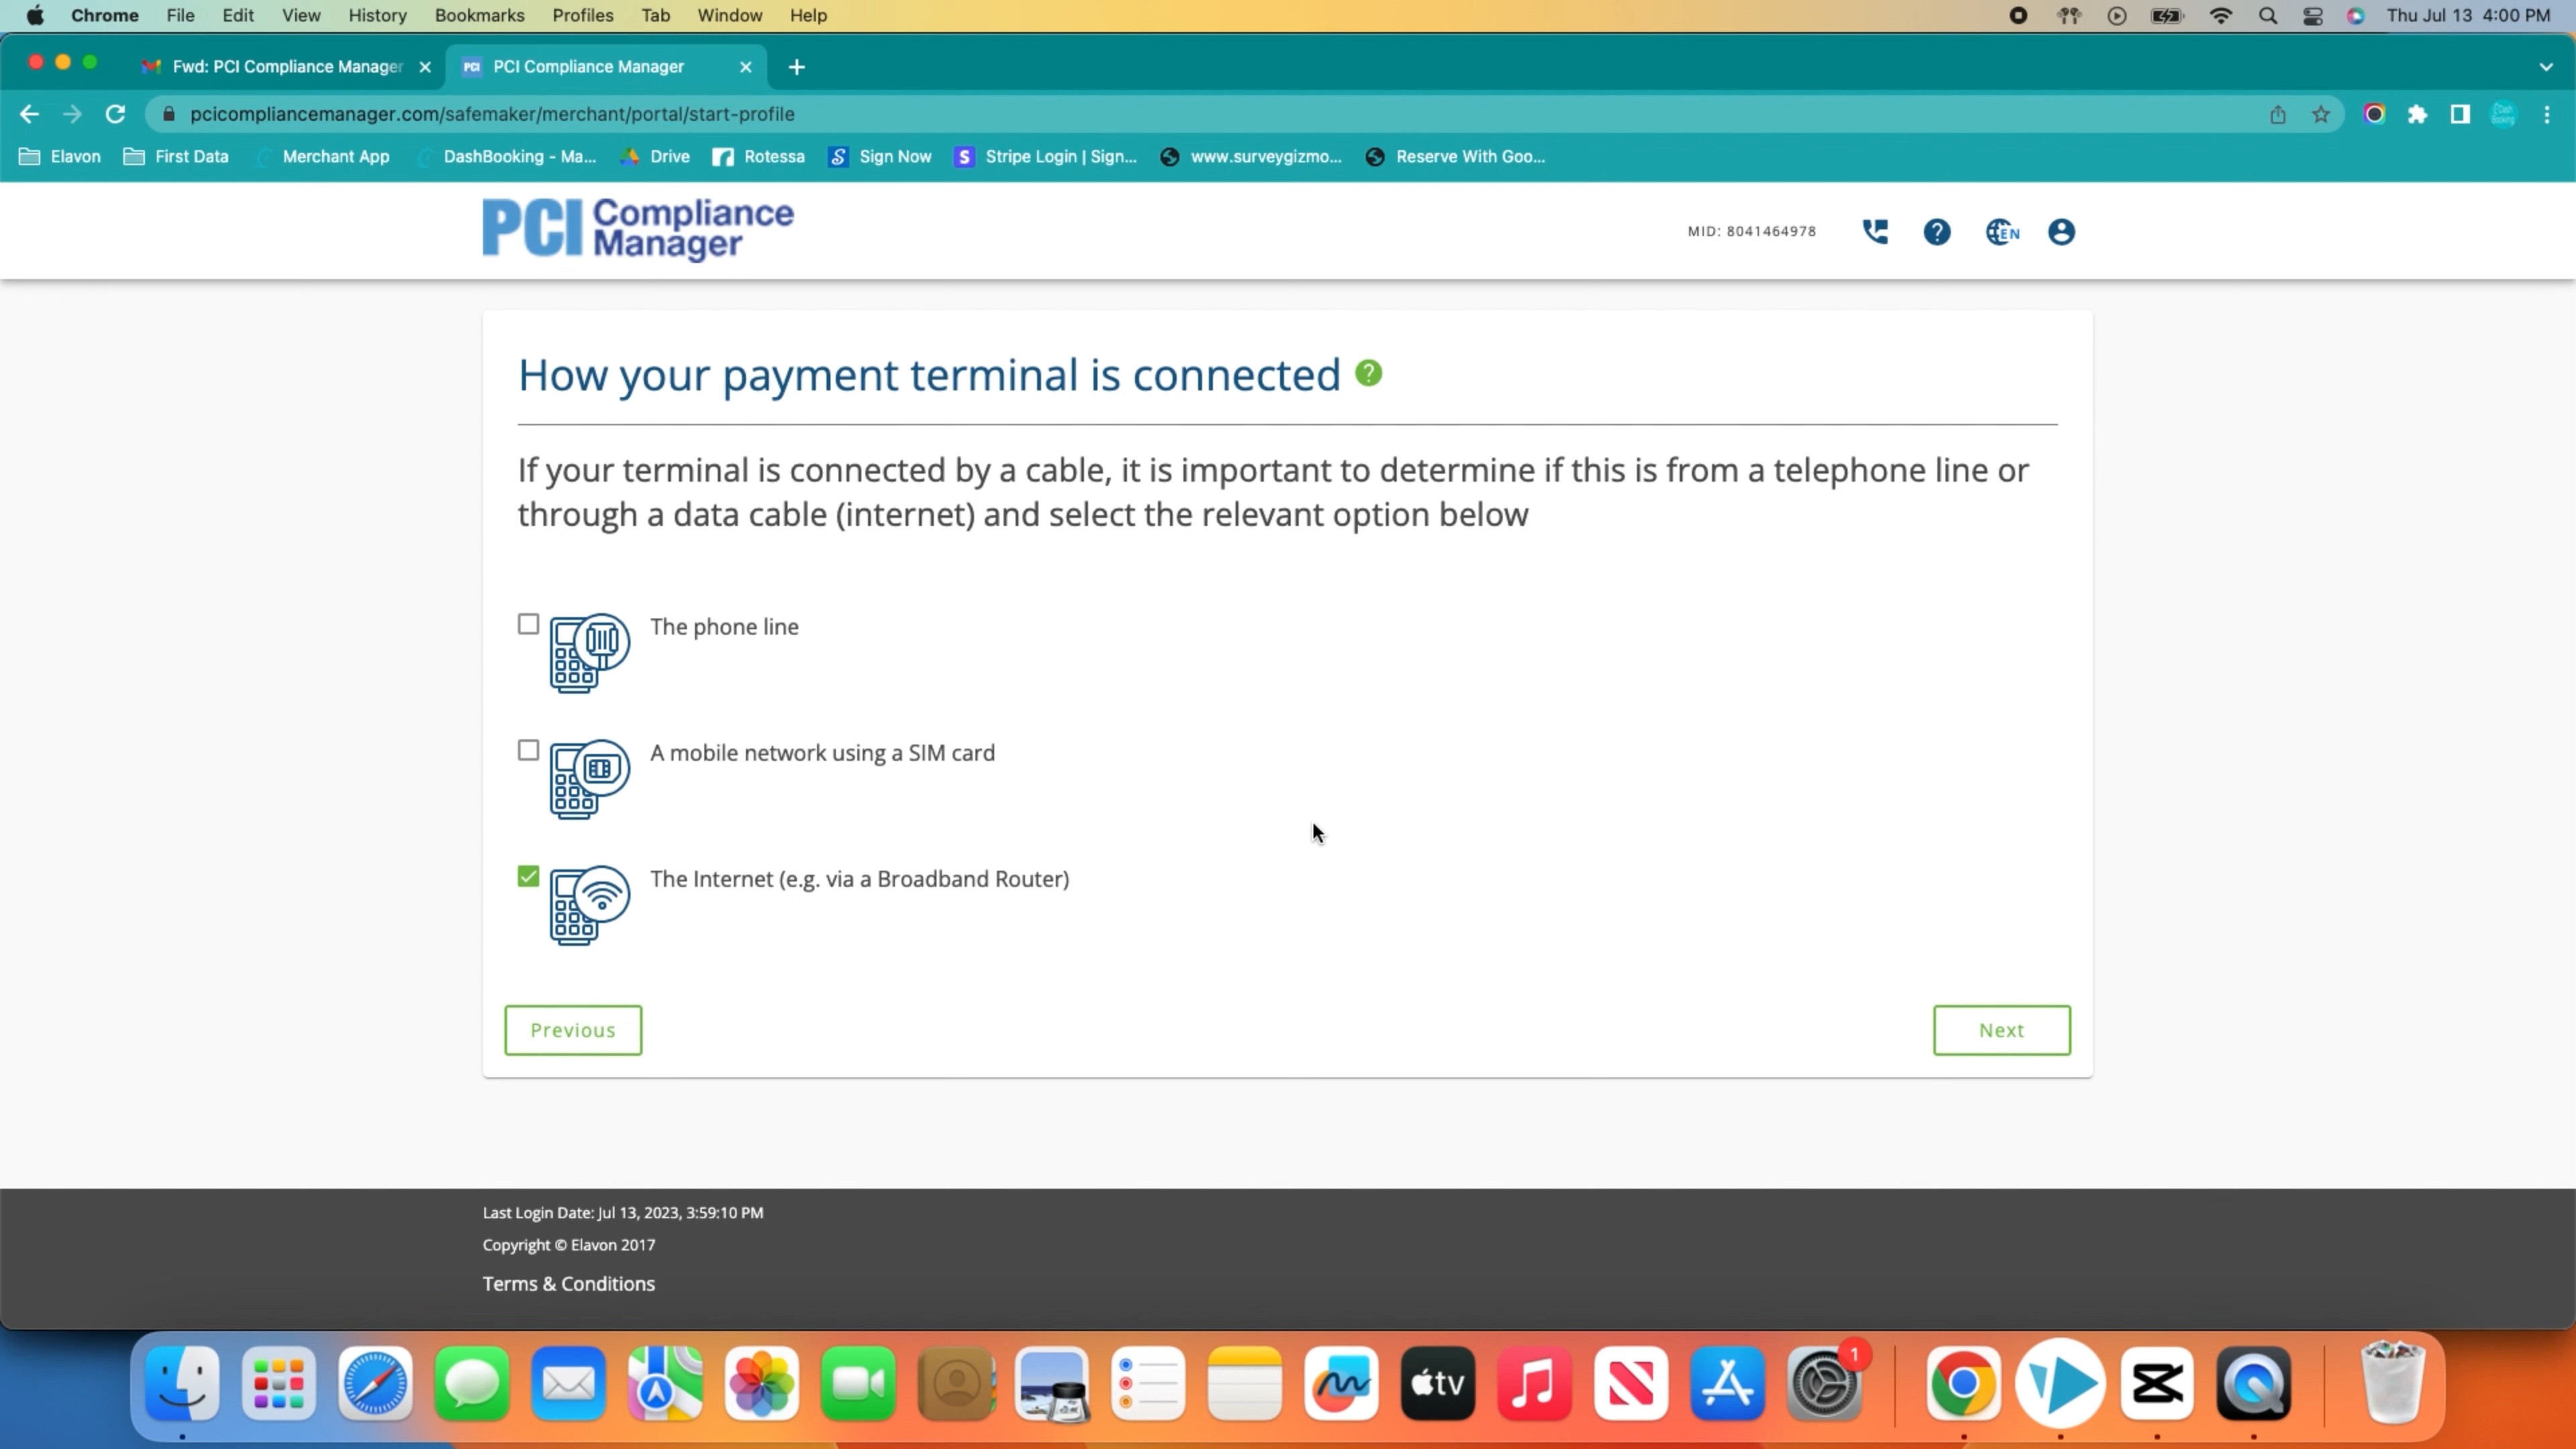 Chrome File Edit View History Bookmarks Profiles Tab Window Help Thu Jul 13 4:00 PM
Fwd: PCI Compliance Manager PCI PCI Compliance Manager
pcicompliancemanager.com/safemaker/merchant/portal/start-profile
Elavon First Data Merchant App DashBooking - Ma... Drive Rotessa Sign Now Stripe Login | Sign... www.surveygizmo... Reserve With Goo...
PCI Compliance Manager
MID: 8041464978 EN
How your payment terminal is connected
If your terminal is connected by a cable, it is important to determine if this is from a telephone line or
through a data cable (internet) and select the relevant option below
The phone line
A mobile network using a SIM card
The Internet (e.g. via a Broadband Router)
Previous Next
Last Login Date: Jul 13, 2023, 3:59:10 PM
Copyright © Elavon 2017
Terms & Conditions
tv 1